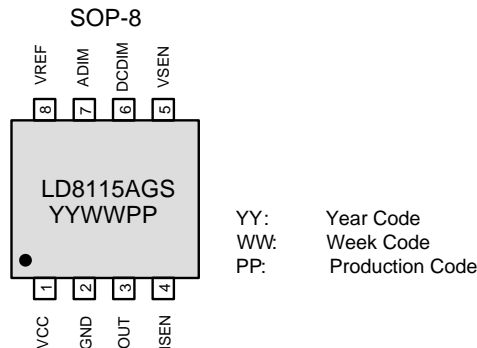 SOP-8
VREF
ADIM
DCDIM
VSEN
8
7
6
5
LD8115AGS
YYWWPP
1
2
3
4
VCC
GND
OUT
ISEN
YY: Year Code
WW: Week Code
PP: Production Code